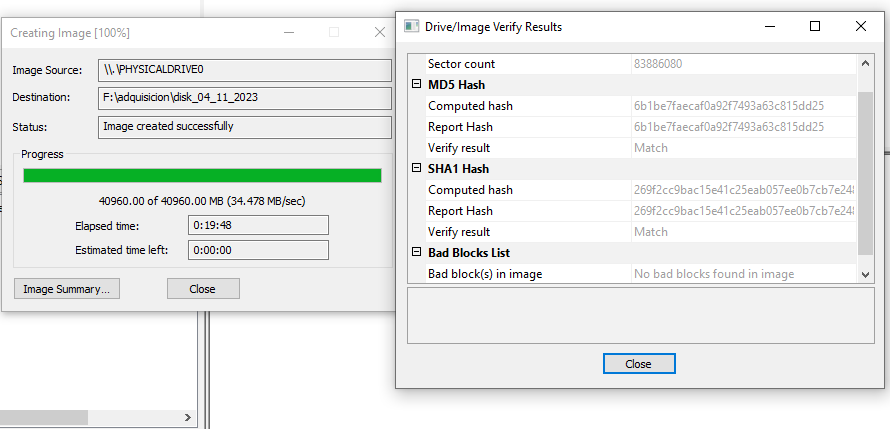 Creating Image [100%]
Image Source: \\.\PHYSICALDRIVE0
Destination: F:\adquisicion\disk_04_11_2023
Status: Image created successfully
Progress
40960.00 of 40960.00 MB (34.478 MB/sec)
Elapsed time: 0:19:48
Estimated time left: 0:00:00
Image Summary... Close
Drive/Image Verify Results
Sector count 83886080
MD5 Hash
Computed hash 6b1be7faecaf0a92f7493a63c815dd25
Report Hash 6b1be7faecaf0a92f7493a63c815dd25
Verify result Match
SHA1 Hash
Computed hash 269f2cc9bac15e41c25eab057ee0b7cb7e248
Report Hash 269f2cc9bac15e41c25eab057ee0b7cb7e248
Verify result Match
Bad Blocks List
Bad block(s) in image No bad blocks found in image
Close